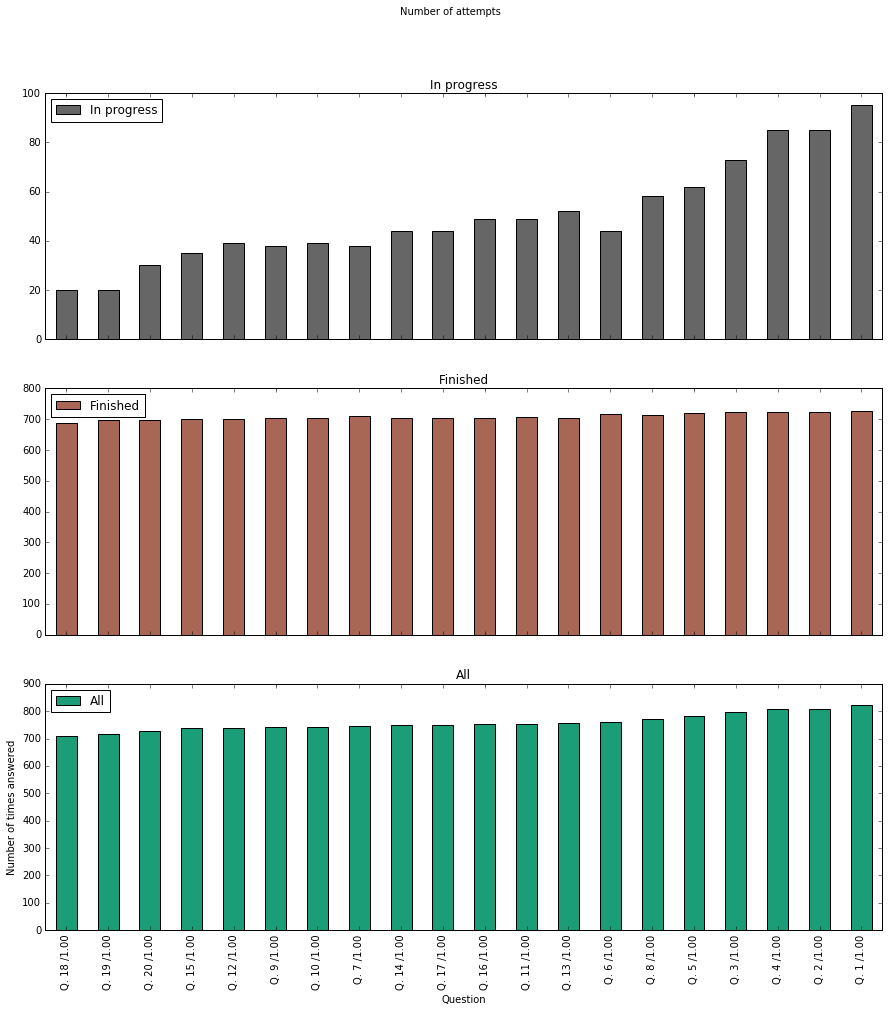 Number of attempts
In progress
100
In progress
80
60
40
20
0
Finished
800
Finished
700
600
500
400
300
200
100
0
All
900
All
800
700
600
500
400
300
200
100
0
Number of times answered
Q. 18 /1.00
Q. 19 /1.00
Q. 20 /1.00
Q. 15 /1.00
Q. 12 /1.00
Q. 9 /1.00
Q. 10 /1.00
Q. 7 /1.00
Q. 14 /1.00
Q. 17 /1.00
Q. 16 /1.00
Q. 11 /1.00
Q. 13 /1.00
Q. 6 /1.00
Q. 8 /1.00
Q. 5 /1.00
Q. 3 /1.00
Q. 4 /1.00
Q. 2 /1.00
Q. 1 /1.00
Question